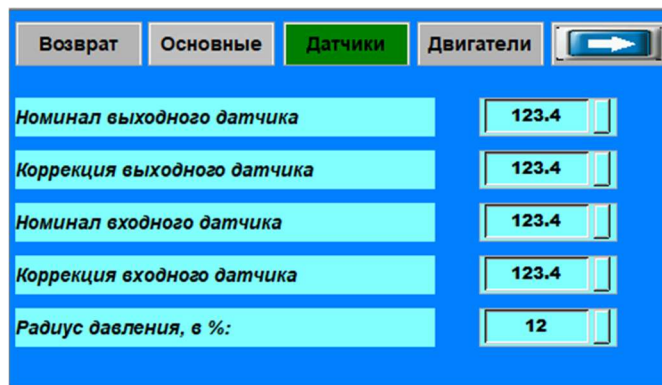 Возврат Основные Датчики Двигатели
Номинал выходного датчика 123.4
Коррекция выходного датчика 123.4
Номинал входного датчика 123.4
Коррекция входного датчика 123.4
Радиус давления, в %: 12